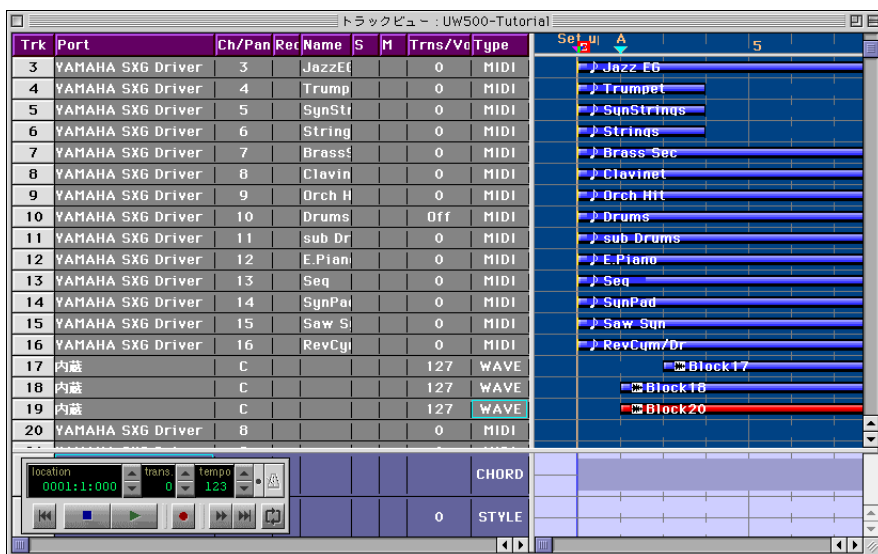 トラックビュー : UW500-Tutorial
Trk Port Ch/Pan Rec Name S M Trns/Vo Type Set_u A 5
3 YAMAHA SXG Driver 3 JazzEG 0 MIDI Jazz EG
4 YAMAHA SXG Driver 4 Trump 0 MIDI Trumpet
5 YAMAHA SXG Driver 5 SynStr 0 MIDI SynStrings
6 YAMAHA SXG Driver 6 String 0 MIDI Strings
7 YAMAHA SXG Driver 7 BrassS 0 MIDI Brass Sec
8 YAMAHA SXG Driver 8 Clavin 0 MIDI Clavinet
9 YAMAHA SXG Driver 9 Orch H 0 MIDI Orch Hit
10 YAMAHA SXG Driver 10 Drums Off MIDI Drums
11 YAMAHA SXG Driver 11 sub Dr 0 MIDI sub Drums
12 YAMAHA SXG Driver 12 E.Pian 0 MIDI E.Piano
13 YAMAHA SXG Driver 13 Seq 0 MIDI Seq
14 YAMAHA SXG Driver 14 SynPad 0 MIDI SynPad
15 YAMAHA SXG Driver 15 Saw S 0 MIDI Saw Syn
16 YAMAHA SXG Driver 16 RevCy 0 MIDI RevCym/Dr
17 内蔵 C 127 WAVE Block17
18 内蔵 C 127 WAVE Block18
19 内蔵 C 127 WAVE Block20
20 YAMAHA SXG Driver 8 0 MIDI
location trans. tempo
0001:1:000 0 123
CHORD
0 STYLE